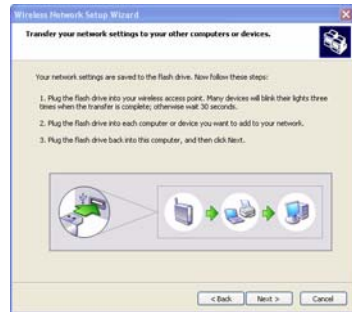 Wireless Network Setup Wizard
Transfer your network settings to your other computers or devices.
Your network settings are saved to the flash drive. Now follow these steps:
1. Plug the flash drive into your wireless access point. Many devices will blink their lights three
times when the transfer is complete; otherwise wait 30 seconds.
2. Plug the flash drive into each computer or device you want to add to your network.
3. Plug the flash drive back into this computer, and then click Next.
< Back
Next >
Cancel